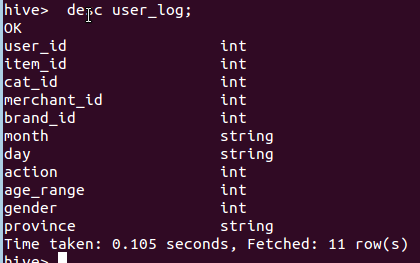 hive>  desc user_log;
OK
user_id                 int
item_id                 int
cat_id                  int
merchant_id             int
brand_id                int
month                   string
day                     string
action                  int
age_range               int
gender                  int
province                string
Time taken: 0.105 seconds, Fetched: 11 row(s)
hive>